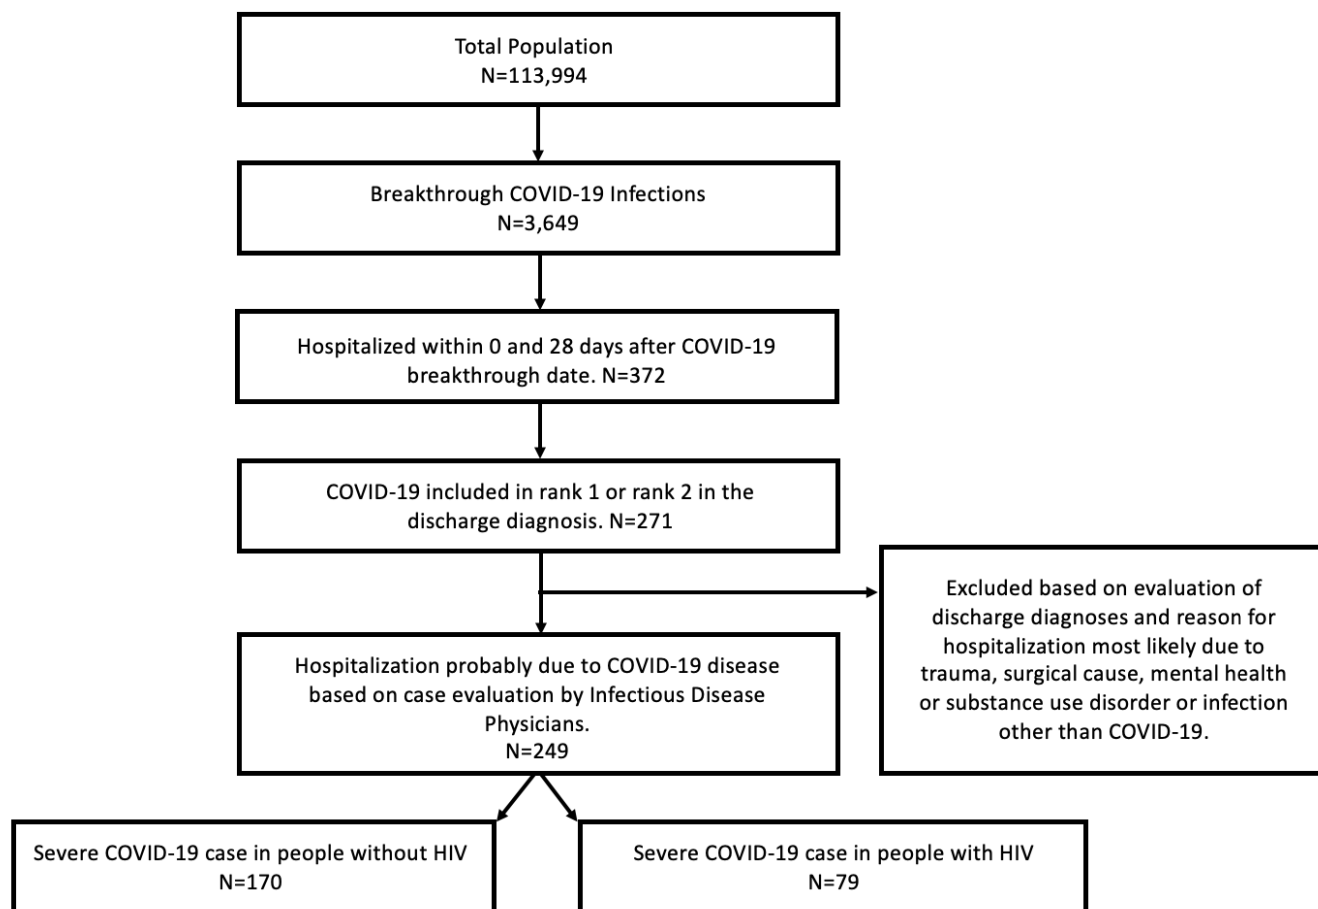 Total Population
N=113,994
Breakthrough COVID-19 Infections
N=3,649
Hospitalized within 0 and 28 days after COVID-19
breakthrough date. N=372
COVID-19 included in rank 1 or rank 2 in the
discharge diagnosis. N=271
Excluded based on evaluation of
discharge diagnoses and reason for
hospitalization most likely due to
trauma, surgical cause, mental health
or substance use disorder or infection
other than COVID-19.
Hospitalization probably due to COVID-19 disease
based on case evaluation by Infectious Disease
Physicians.
N=249
Severe COVID-19 case in people without HIV
N=170
Severe COVID-19 case in people with HIV
N=79